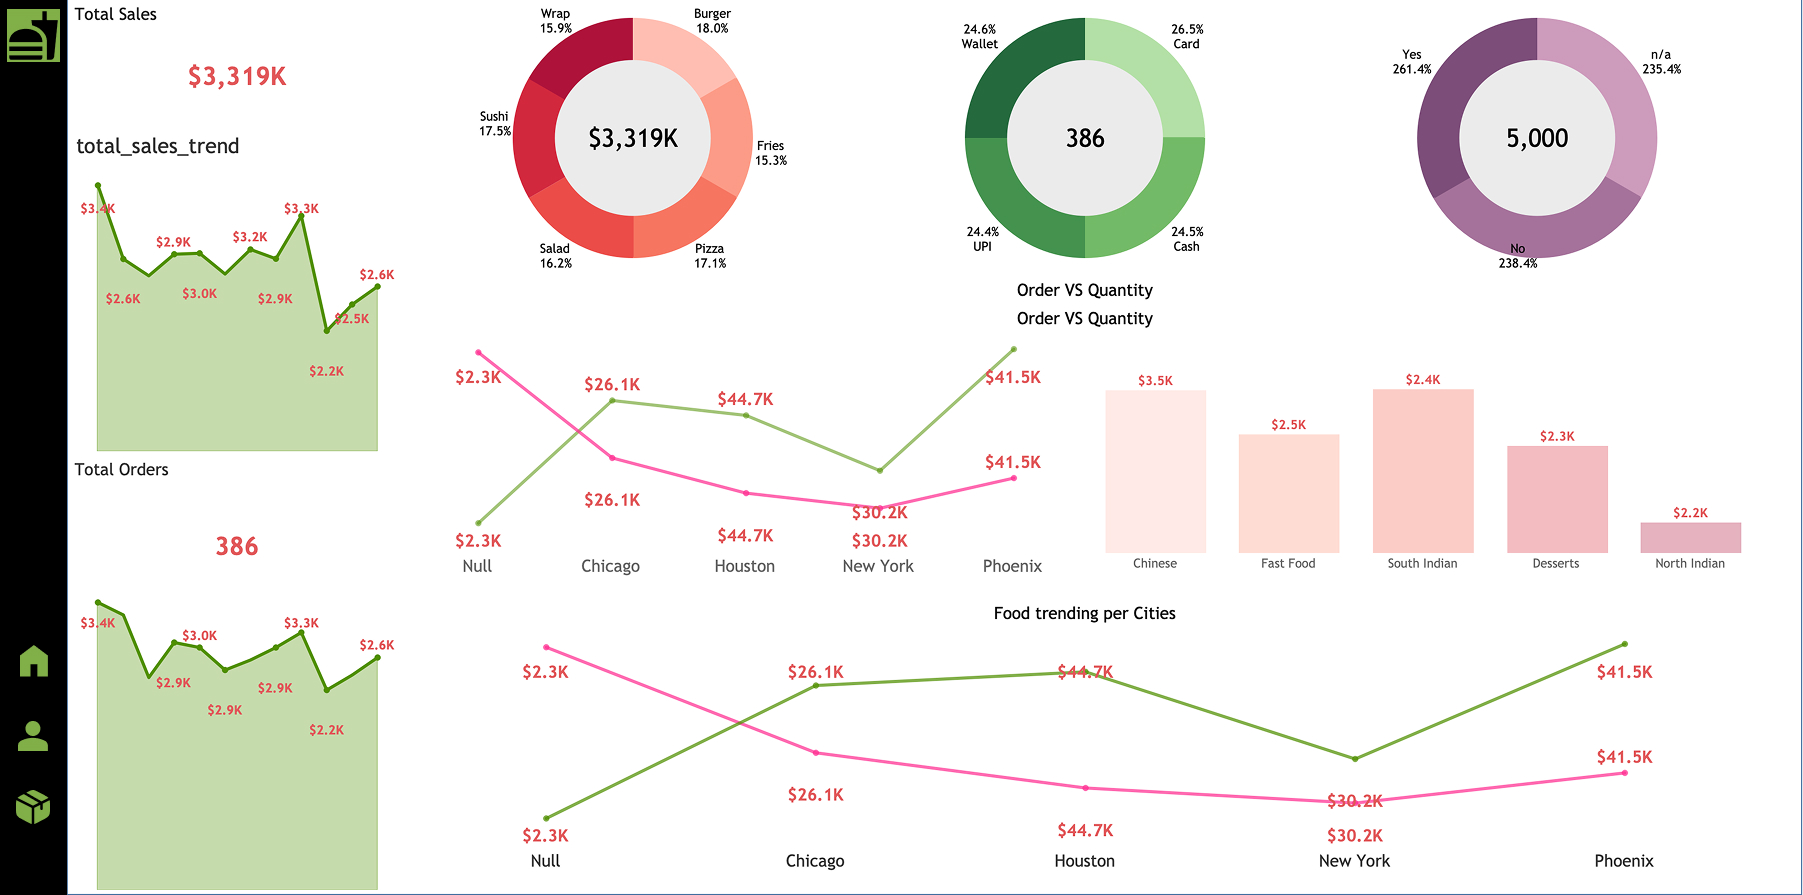 Total Sales
$3,319K
total_sales_trend
$3.4K
$2.6K
$2.9K
$3.0K
$3.2K
$2.9K
$3.3K
$2.2K
$2.5K
$2.6K
Total Orders
386
$3.4K
$2.9K
$3.0K
$2.9K
$2.9K
$3.3K
$2.2K
$2.6K
Wrap
15.9%
Burger
18.0%
Sushi
17.5%
$3,319K
Fries
15.3%
Salad
16.2%
Pizza
17.1%
24.6%
Wallet
26.5%
Card
386
24.4%
UPI
24.5%
Cash
Yes
261.4%
n/a
235.4%
5,000
No
238.4%
Order VS Quantity
Order VS Quantity
$2.3K
$26.1K
$44.7K
$41.5K
$41.5K
$26.1K
$30.2K
$2.3K
$44.7K
$30.2K
Null Chicago Houston New York Phoenix
$3.5K
$2.5K
$2.4K
$2.3K
$2.2K
Chinese Fast Food South Indian Desserts North Indian
Food trending per Cities
$2.3K
$26.1K
$44.7K
$41.5K
$41.5K
$26.1K
$30.2K
$2.3K
$44.7K
$30.2K
Null Chicago Houston New York Phoenix